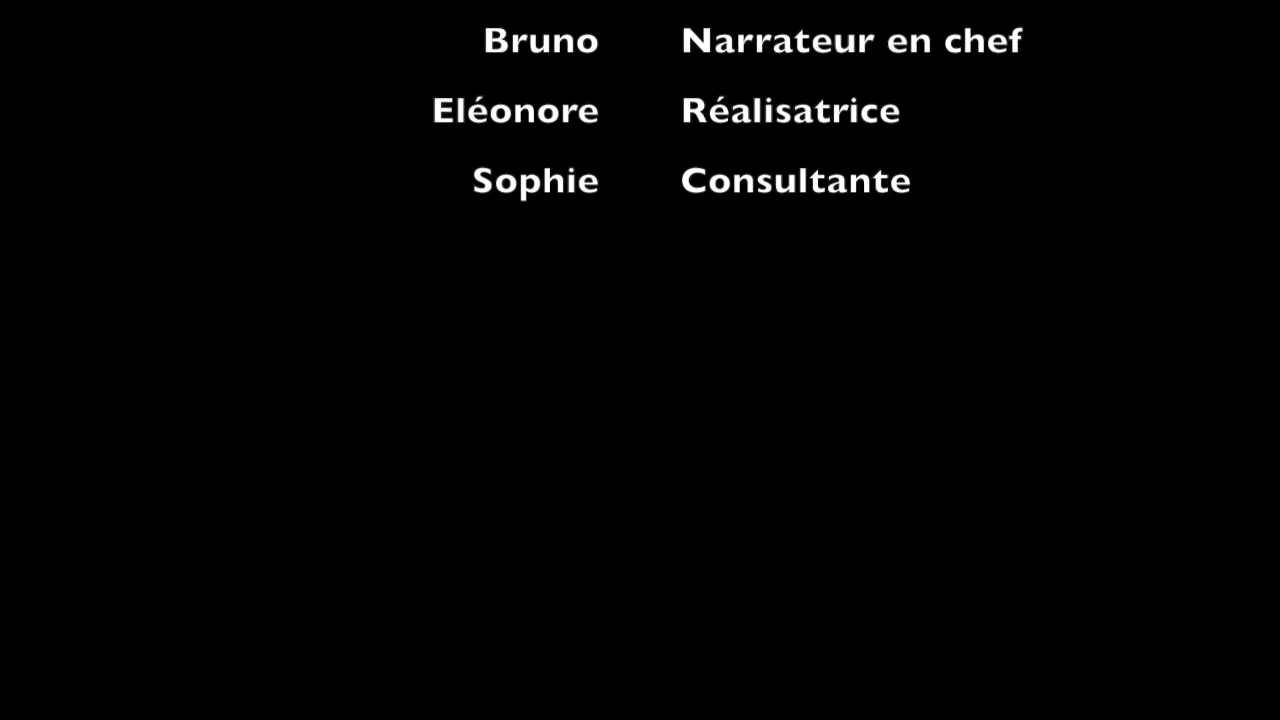 Bruno Narrateur en chef
Eléonore Réalisatrice
Sophie Consultante